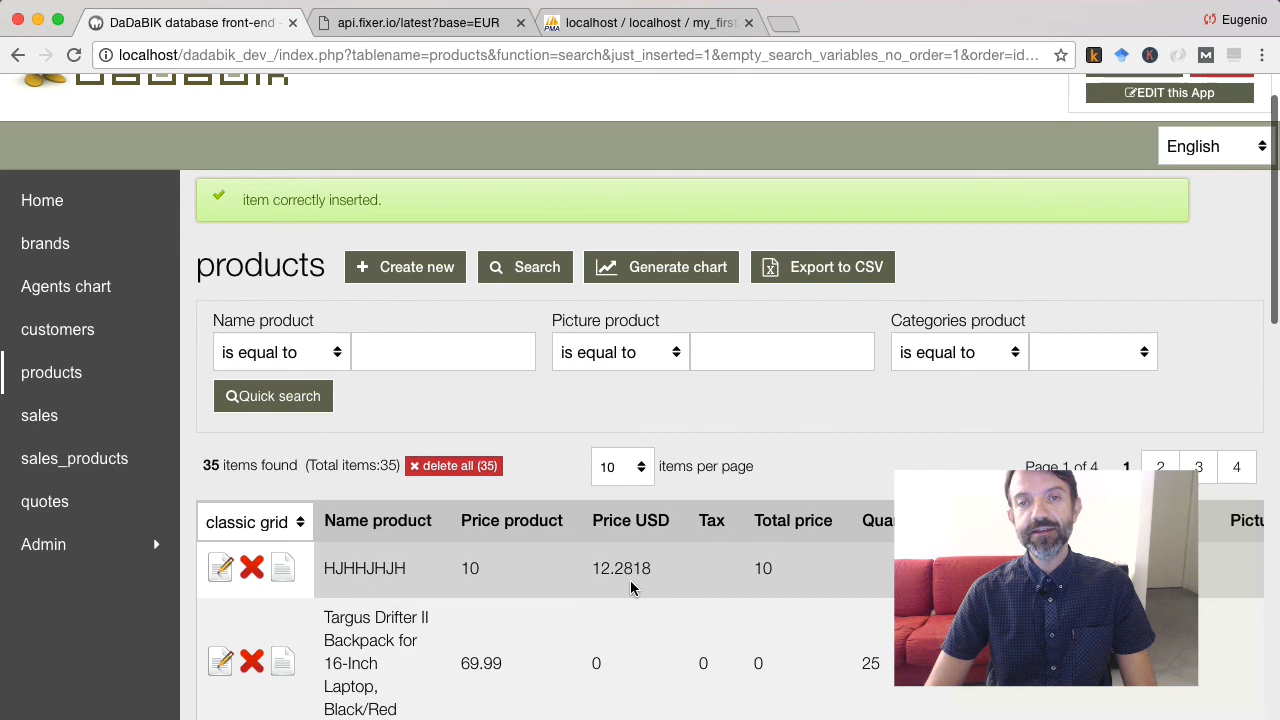 DaDaBIK database front-end -
api.fixer.io/latest?base=EUR
localhost / localhost / my_first
Eugenio
localhost/dadabik_dev_/index.php?tablename=products&function=search&just_inserted=1&empty_search_variables_no_order=1&order=id...
EDIT this App
English
Home
brands
Agents chart
customers
products
sales
sales_products
quotes
Admin
item correctly inserted.
products
Create new
Search
Generate chart
Export to CSV
Name product
Picture product
Categories product
is equal to
is equal to
is equal to
Quick search
35 items found (Total items:35)
delete all (35)
10
items per page
Page 1 of 4 1 2 3 4
classic grid
Name product
Price product
Price USD
Tax
Total price
HJHHJHJH
10
12.2818
10
Targus Drifter II
Backpack for
16-Inch
Laptop,
Black/Red
69.99
0
0
0
25